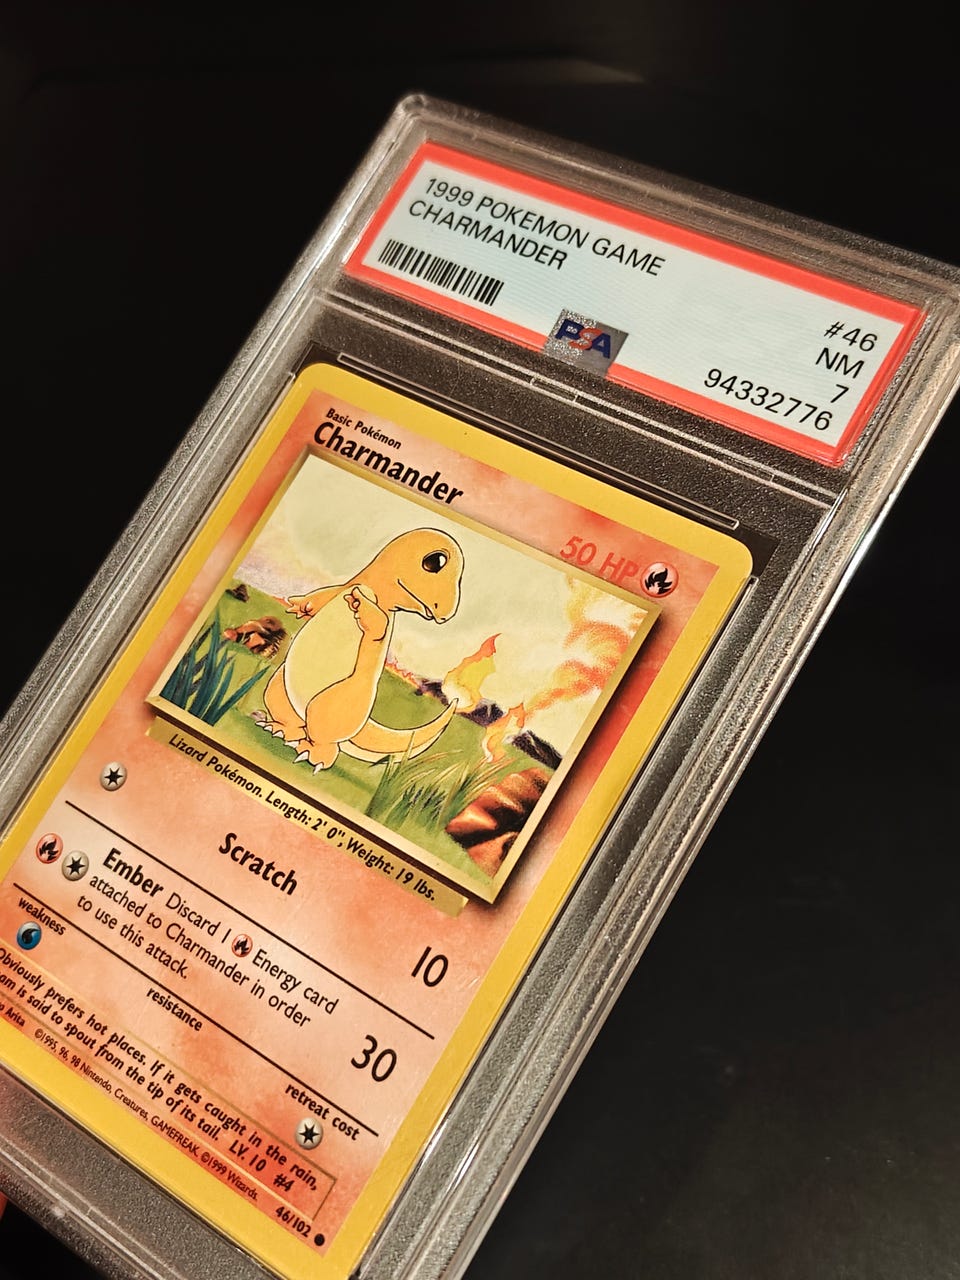 1999 POKEMON GAME
CHARMANDER
#46
NM
7
94332776
PSA
Basic Pokémon
Charmander
50 HP
Lizard Pokémon. Length: 2' 0", Weight: 19 lbs.
Scratch
10
Ember Discard 1 Energy card
attached to Charmander in order
to use this attack.
30
weakness
resistance
retreat cost
Obviously prefers hot places. If it gets caught in the rain,
is said to spout from the tip of its tail. LV. 10 #4
Arita ©1995, 96, 98 Nintendo, Creatures, GAMEFREAK. ©1999 Wizards.
46/102